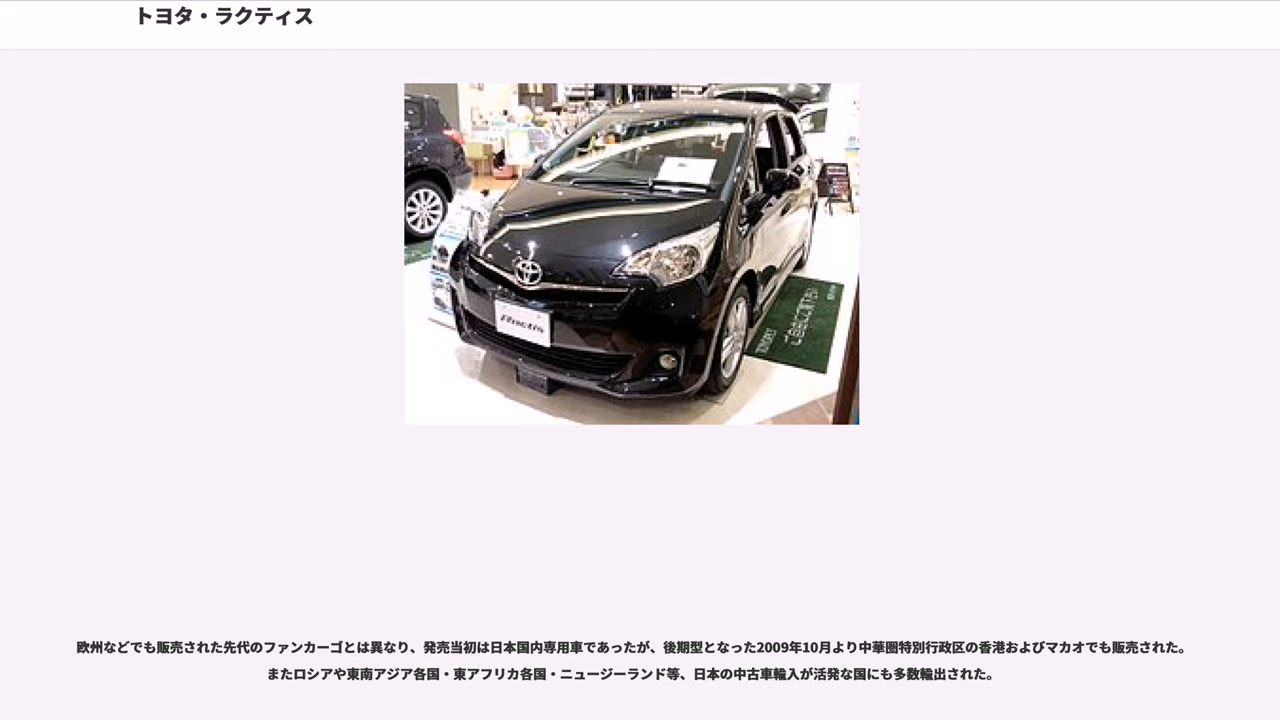 トヨタ・ラクティス
Ractis
欧州などでも販売された先代のファンカーゴとは異なり、発売当初は日本国内専用車であったが、後期型となった2009年10月より中華圏特別行政区の香港およびマカオでも販売された。
またロシアや東南アジア各国・東アフリカ各国・ニュージーランド等、日本の中古車輸入が活発な国にも多数輸出された。